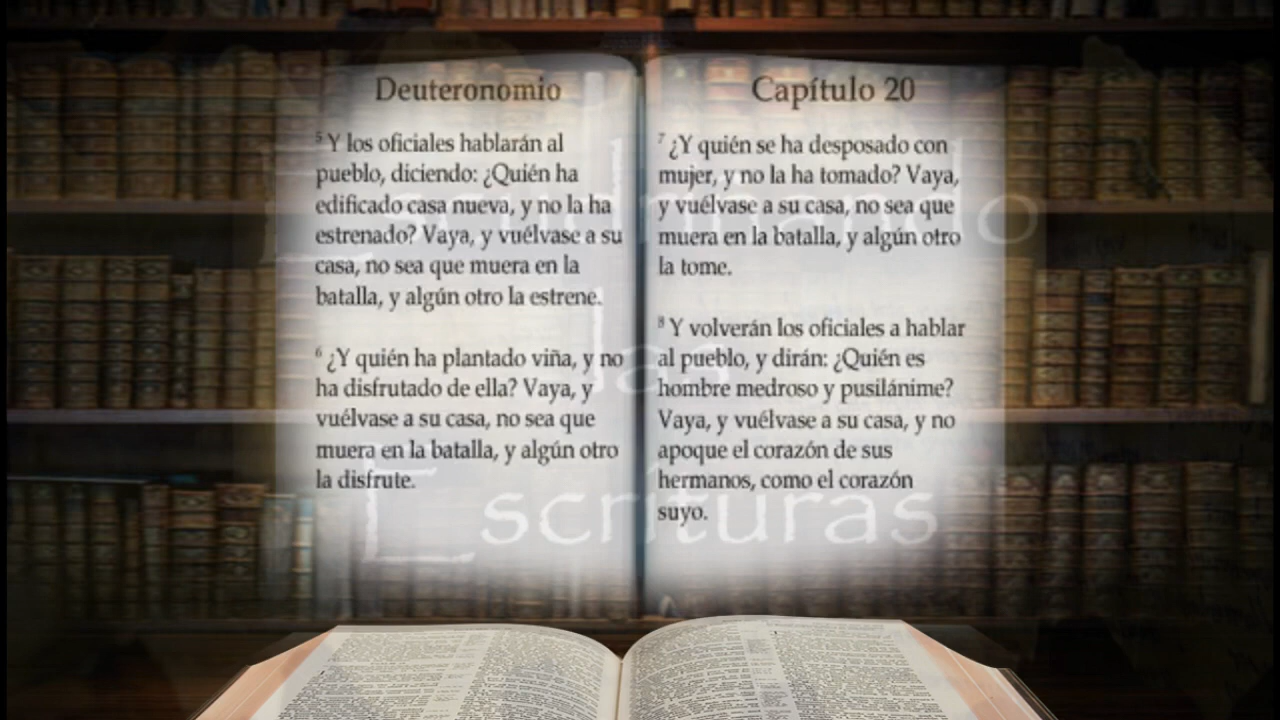 Deuteronomio
⁵ Y los oficiales hablarán al
pueblo, diciendo: ¿Quién ha
edificado casa nueva, y no la ha
estrenado? Vaya, y vuélvase a su
casa, no sea que muera en la
batalla, y algún otro la estrene.
⁶ ¿Y quién ha plantado viña, y no
ha disfrutado de ella? Vaya, y
vuélvase a su casa, no sea que
muera en la batalla, y algún otro
la disfrute.
Capítulo 20
⁷ ¿Y quién se ha desposado con
mujer, y no la ha tomado? Vaya,
y vuélvase a su casa, no sea que
muera en la batalla, y algún otro
la tome.
⁸ Y volverán los oficiales a hablar
al pueblo, y dirán: ¿Quién es
hombre medroso y pusilánime?
Vaya, y vuélvase a su casa, y no
apoque el corazón de sus
hermanos, como el corazón
suyo.
Escudriñando
las
Escrituras